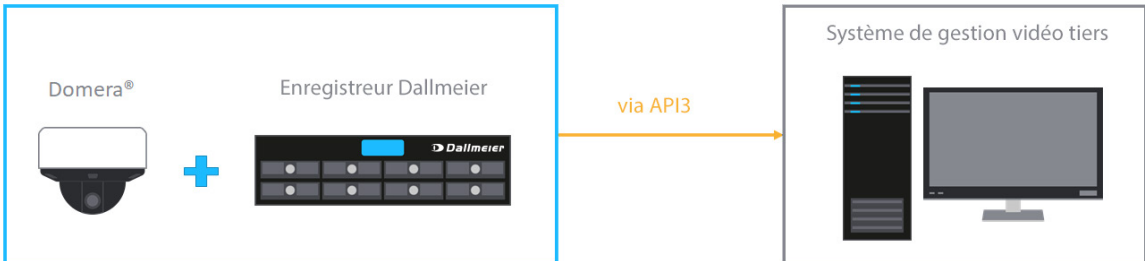 Domera®
Enregistreur Dallmeier
Dallmeier
via API3
Système de gestion vidéo tiers